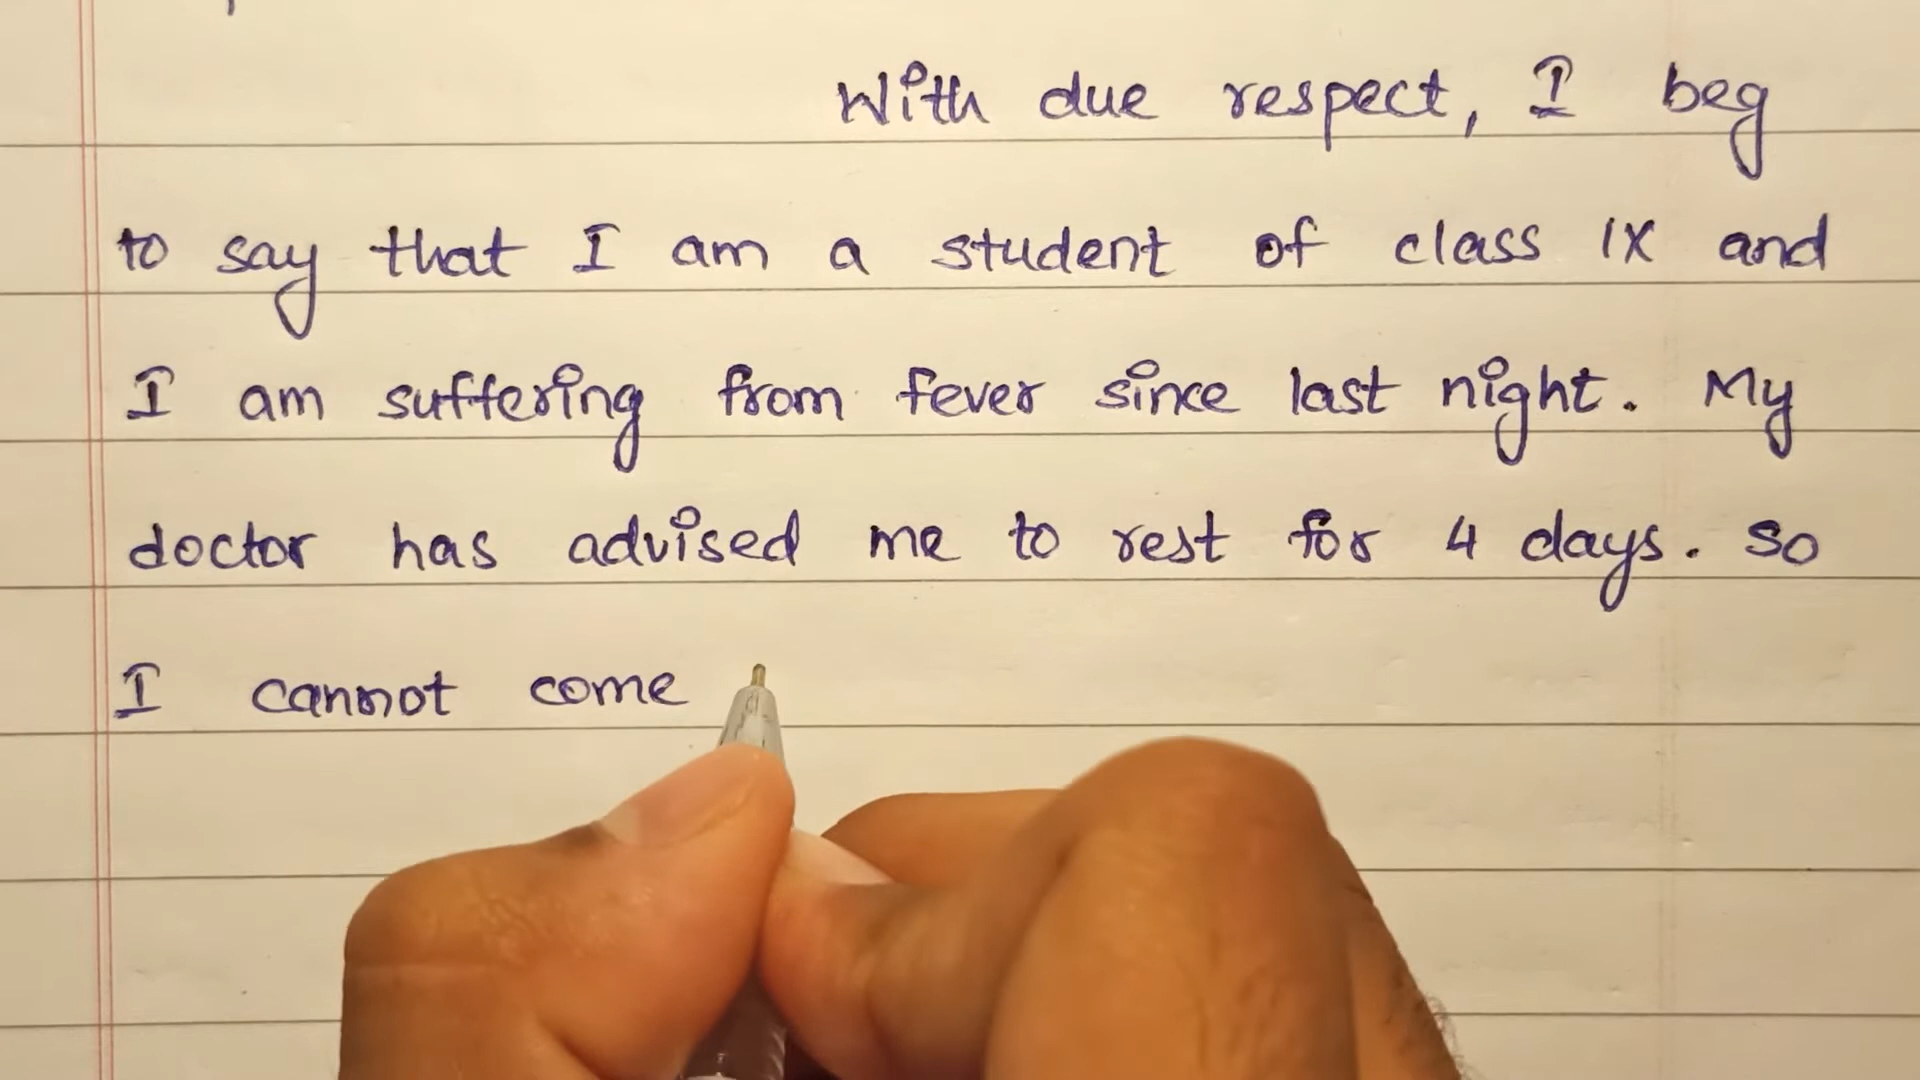 With due respect, I beg
to say that I am a student of class IX and
I am suffering from fever since last night. My
doctor has advised me to rest for 4 days. So
I cannot come